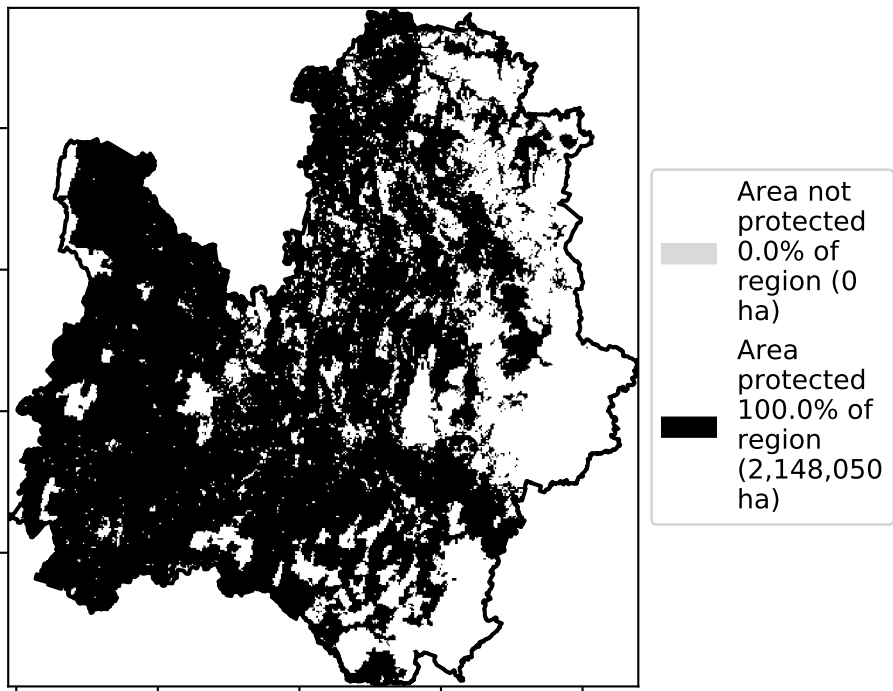 Area not
protected
0.0% of
region (0
ha)
Area
protected
100.0% of
region
(2,148,050
ha)